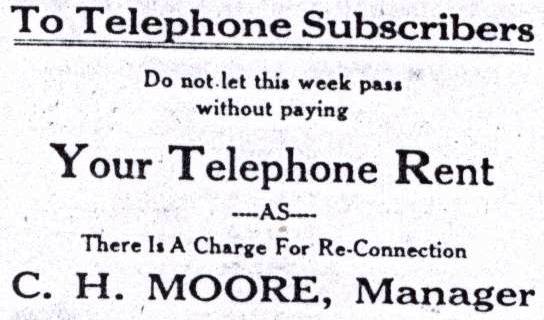 To Telephone Subscribers
Do not let this week pass
without paying
Your Telephone Rent
----AS----
There Is A Charge For Re-Connection
C. H. MOORE, Manager